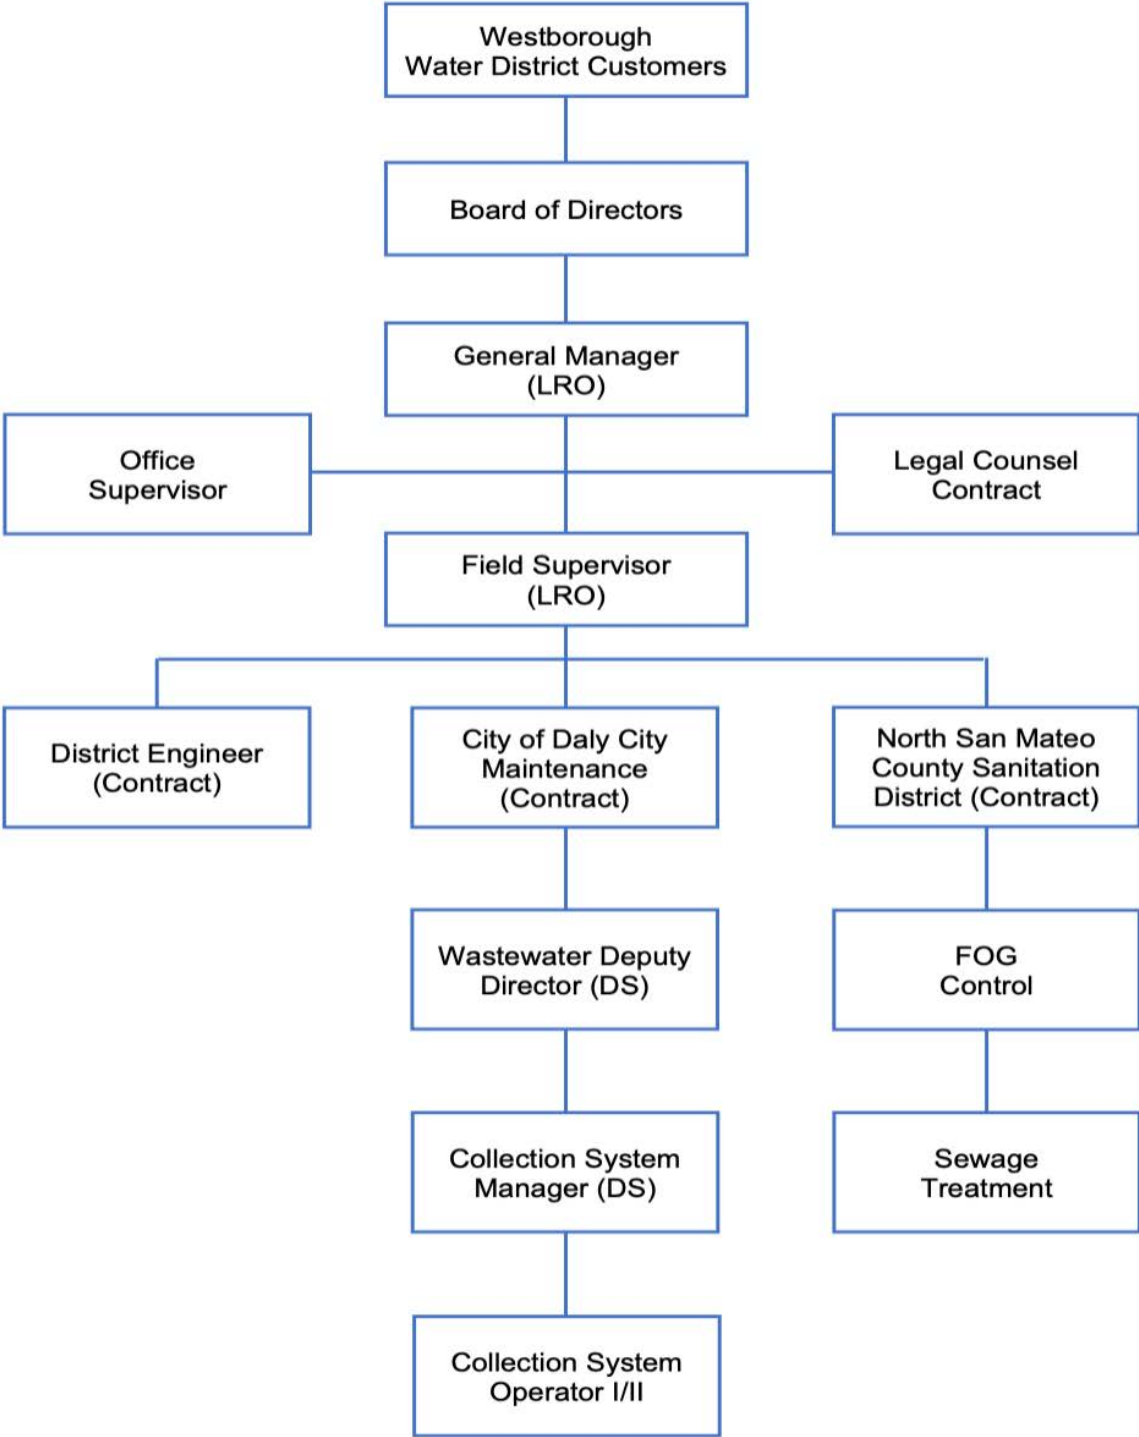 Westborough
Water District Customers
Board of Directors
General Manager
(LRO)
Office
Supervisor
Legal Counsel
Contract
Field Supervisor
(LRO)
District Engineer
(Contract)
City of Daly City
Maintenance
(Contract)
North San Mateo
County Sanitation
District (Contract)
Wastewater Deputy
Director (DS)
FOG
Control
Collection System
Manager (DS)
Sewage
Treatment
Collection System
Operator I/II